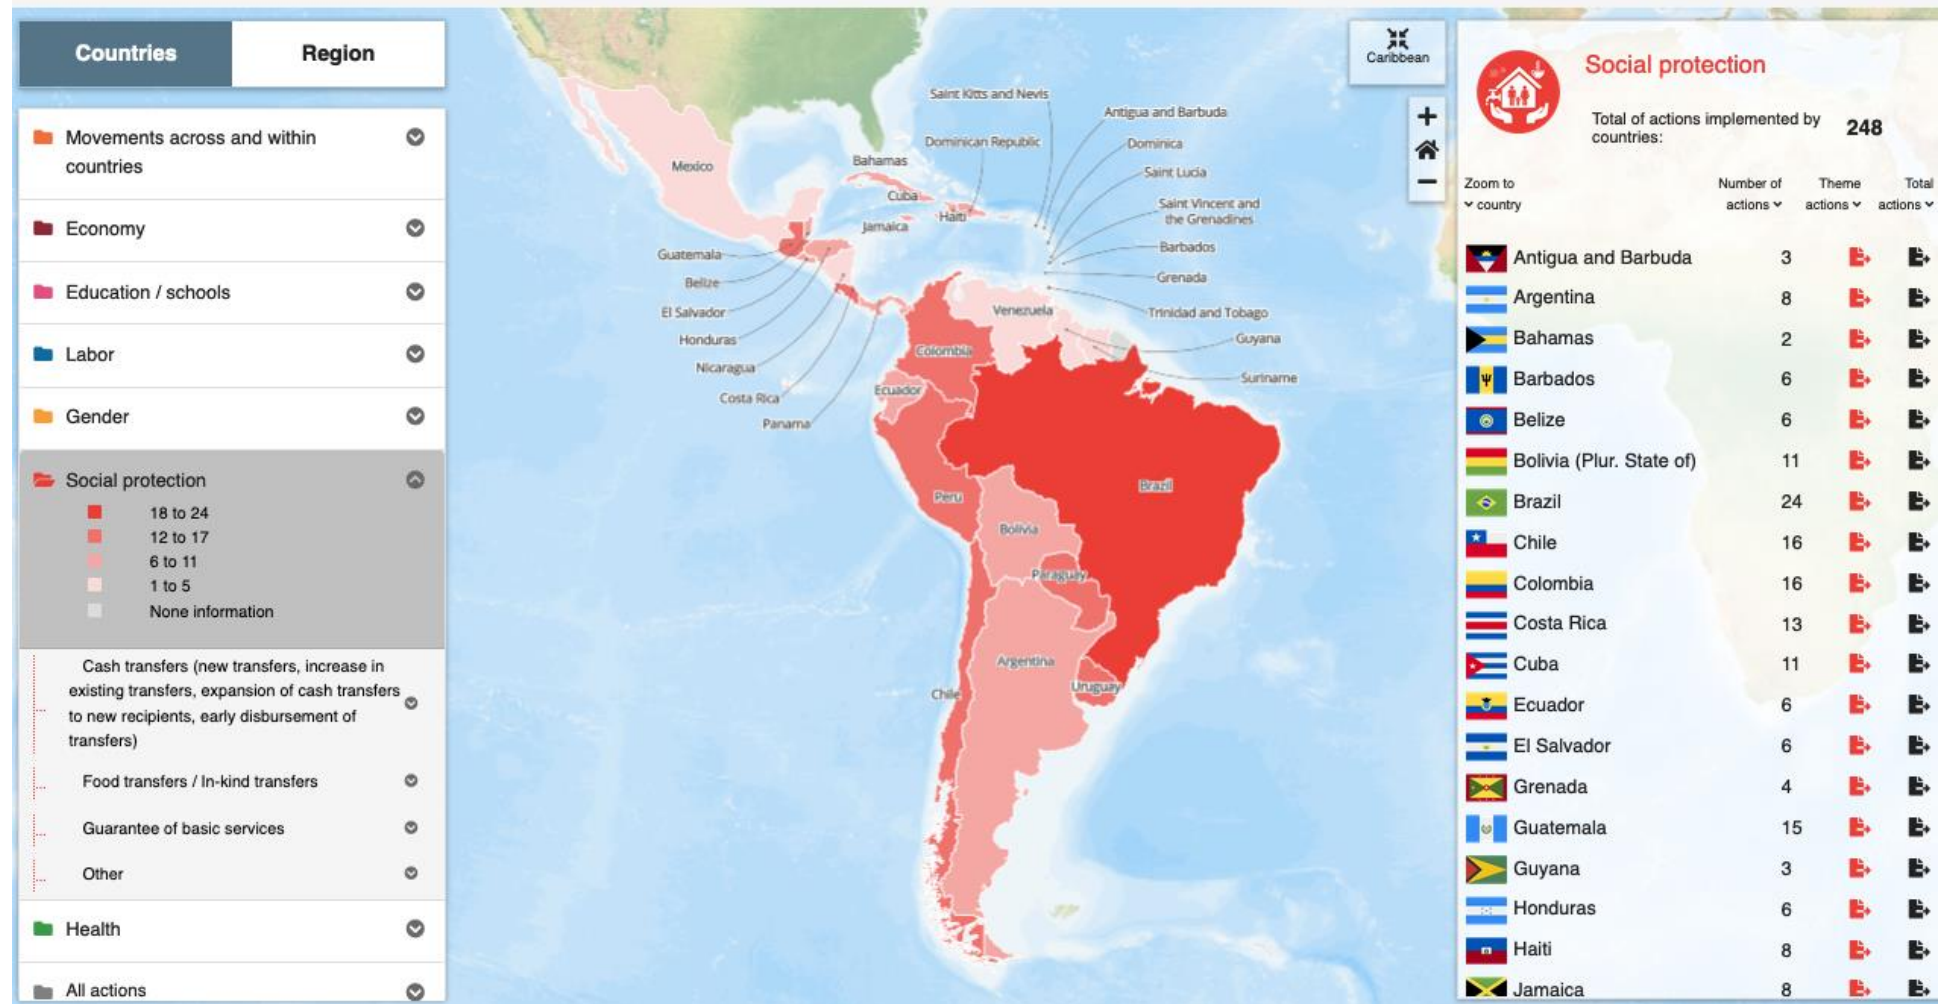 Countries
Region
Movements across and within
countries
Economy
Education / schools
Labor
Gender
Social protection
18 to 24
12 to 17
6 to 11
1 to 5
None information
Cash transfers (new transfers, increase in
existing transfers, expansion of cash transfers
to new recipients, early disbursement of
transfers)
Food transfers / In-kind transfers
Guarantee of basic services
Other
Health
All actions
Saint Kitts and Nevis
Antigua and Barbuda
Dominican Republic
Dominica
Bahamas
Mexico
Saint Lucia
Cuba
Saint Vincent and
the Grenadines
Haiti
Jamaica
Barbados
Guatemala
Grenada
Belize
Venezuela
El Salvador
Trinidad and Tobago
Honduras
Guyana
Colombia
Nicaragua
Suriname
Ecuador
Costa Rica
Panama
Brazil
Peru
Bolivia
Paraguay
Argentina
Uruguay
Chile
Caribbean
+
−
Social protection
Total of actions implemented by
countries:
248
Zoom to
country
Number of
actions
Theme
actions
Total
actions
Antigua and Barbuda 3
Argentina 8
Bahamas 2
Barbados 6
Belize 6
Bolivia (Plur. State of) 11
Brazil 24
Chile 16
Colombia 16
Costa Rica 13
Cuba 11
Ecuador 6
El Salvador 6
Grenada 4
Guatemala 15
Guyana 3
Honduras 6
Haiti 8
Jamaica 8